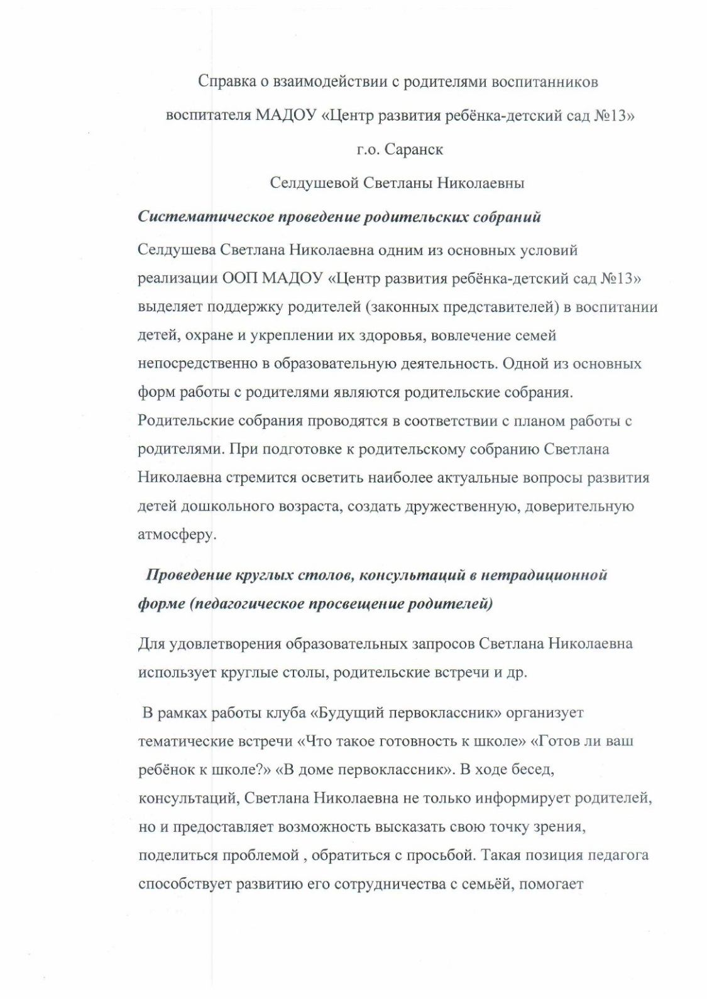 Справка о взаимодействии с родителями воспитанников
воспитателя МАДОУ «Центр развития ребёнка-детский сад №13»
г.о. Саранск
Селдушевой Светланы Николаевны
Систематическое проведение родительских собраний
Селдушева Светлана Николаевна одним из основных условий
реализации ООП МАДОУ «Центр развития ребёнка-детский сад №13»
выделяет поддержку родителей (законных представителей) в воспитании
детей, охране и укреплении их здоровья, вовлечение семей
непосредственно в образовательную деятельность. Одной из основных
форм работы с родителями являются родительские собрания.
Родительские собрания проводятся в соответствии с планом работы с
родителями. При подготовке к родительскому собранию Светлана
Николаевна стремится осветить наиболее актуальные вопросы развития
детей дошкольного возраста, создать дружественную, доверительную
атмосферу.
Проведение круглых столов, консультаций в нетрадиционной
форме (педагогическое просвещение родителей)
Для удовлетворения образовательных запросов Светлана Николаевна
использует круглые столы, родительские встречи и др.
В рамках работы клуба «Будущий первоклассник» организует
тематические встречи «Что такое готовность к школе» «Готов ли ваш
ребёнок к школе?» «В доме первоклассник». В ходе бесед,
консультаций, Светлана Николаевна не только информирует родителей,
но и предоставляет возможность высказать свою точку зрения,
поделиться проблемой , обратиться с просьбой. Такая позиция педагога
способствует развитию его сотрудничества с семьёй, помогает